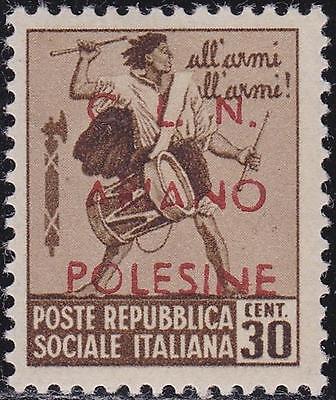 all'armi
all'armi!
C. L. N.
ARIANO
POLESINE
POSTE REPUBBLICA
SOCIALE ITALIANA
CENT.
30